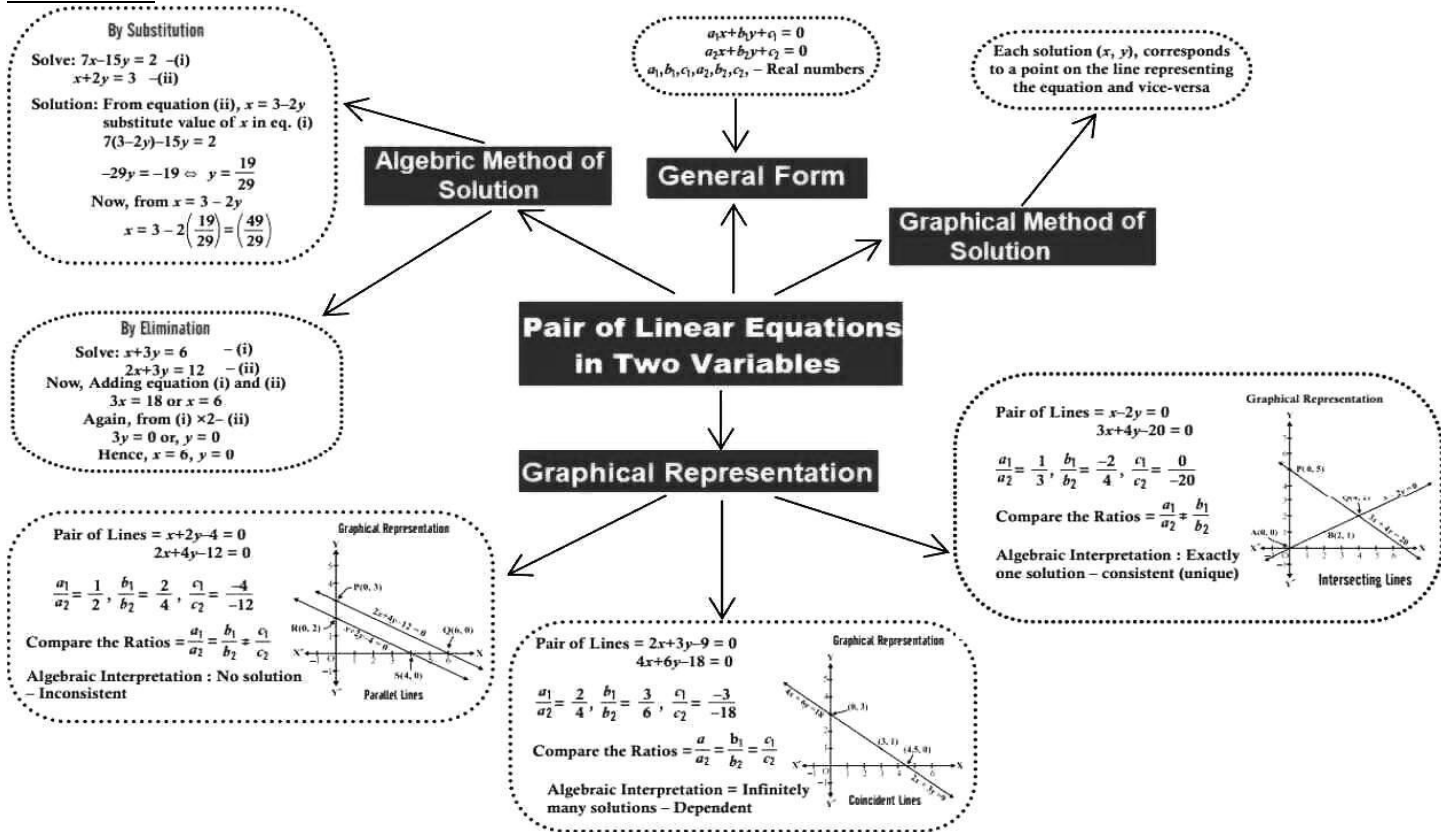 By Substitution
Solve: 7x–15y = 2 –(i)
x+2y = 3 –(ii)
Solution: From equation (ii), x = 3–2y
substitute value of x in eq. (i)
7(3–2y)–15y = 2
–29y = –19 ⇔ y = 19/29
Now, from x = 3 – 2y
x = 3 – 2(19/29) = (49/29)
a₁x+b₁y+c₁ = 0
a₂x+b₂y+c₂ = 0
a₁,b₁,c₁,a₂,b₂,c₂, – Real numbers
Each solution (x, y), corresponds
to a point on the line representing
the equation and vice-versa
Algebric Method of
Solution
General Form
Graphical Method of
Solution
Pair of Linear Equations
in Two Variables
By Elimination
Solve: x+3y = 6 – (i)
2x+3y = 12 – (ii)
Now, Adding equation (i) and (ii)
3x = 18 or x = 6
Again, from (i) ×2– (ii)
3y = 0 or, y = 0
Hence, x = 6, y = 0
Graphical Representation
Pair of Lines = x–2y = 0
3x+4y–20 = 0
a₁/a₂ = 1/3, b₁/b₂ = –2/4, c₁/c₂ = 0/–20
Compare the Ratios = a₁/a₂ ≠ b₁/b₂
Algebraic Interpretation : Exactly
one solution – consistent (unique)
Graphical Representation
P(0, 5)
x – 2y = 0
3x + 4y = 20
A(0, 0)
B(2, 1)
Intersecting Lines
Pair of Lines = x+2y–4 = 0
2x+4y–12 = 0
a₁/a₂ = 1/2, b₁/b₂ = 2/4, c₁/c₂ = –4/–12
Compare the Ratios = a₁/a₂ = b₁/b₂ ≠ c₁/c₂
Algebraic Interpretation : No solution
– Inconsistent
Graphical Representation
P(0, 3)
2x+4y–12 = 0
R(0, 2)
x+2y–4 = 0
Q(6, 0)
S(4, 0)
Parallel Lines
Pair of Lines = 2x+3y–9 = 0
4x+6y–18 = 0
a₁/a₂ = 2/4, b₁/b₂ = 3/6, c₁/c₂ = –3/–18
Compare the Ratios = a/a₂ = b₁/b₂ = c₁/c₂
Algebraic Interpretation = Infinitely
many solutions – Dependent
Graphical Representation
4x + 6y = 18
(0, 3)
(3, 1)
(4.5, 0)
2x + 3y=9
Coincident Lines